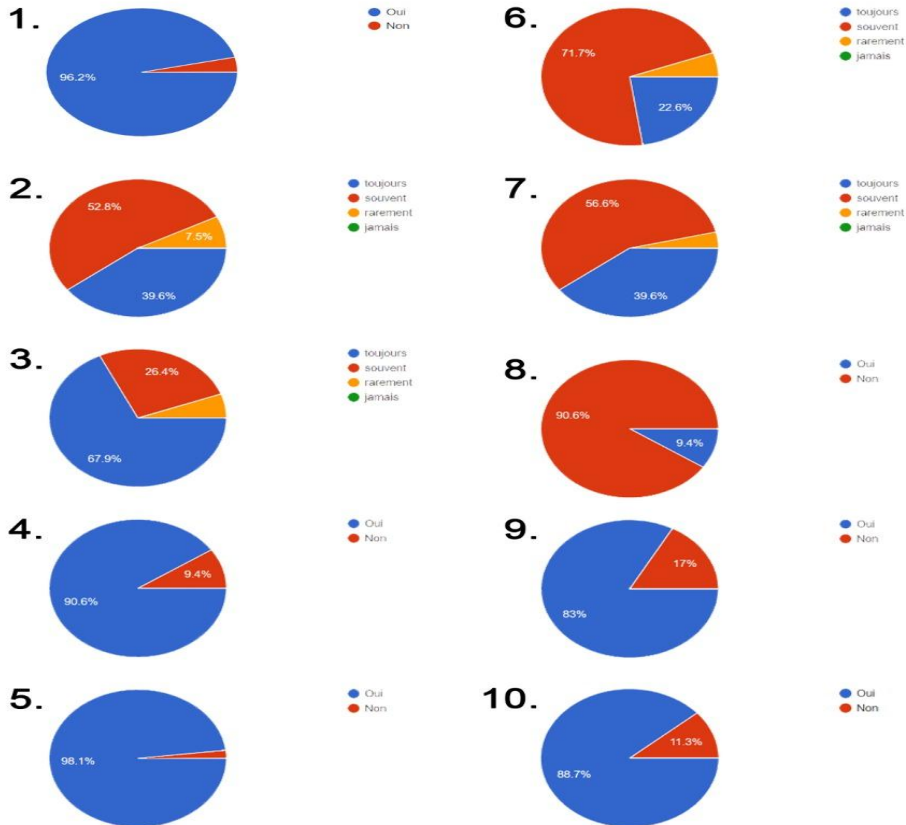 1.
96.2%
Oui
Non
2.
52.8%
7.5%
39.6%
toujours
souvent
rarement
jamais
3.
26.4%
67.9%
toujours
souvent
rarement
jamais
4.
9.4%
90.6%
Oui
Non
5.
98.1%
Oui
Non
6.
71.7%
22.6%
toujours
souvent
rarement
jamais
7.
56.6%
39.6%
toujours
souvent
rarement
jamais
8.
90.6%
9.4%
Oui
Non
9.
17%
83%
Oui
Non
10.
11.3%
88.7%
Oui
Non